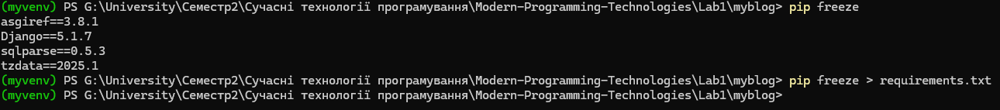 (myvenv) PS G:\University\Семестр2\Сучасні технології програмування\Modern-Programming-Technologies\Lab1\myblog> pip freeze
asgiref==3.8.1
Django==5.1.7
sqlparse==0.5.3
tzdata==2025.1
(myvenv) PS G:\University\Семестр2\Сучасні технології програмування\Modern-Programming-Technologies\Lab1\myblog> pip freeze > requirements.txt
(myvenv) PS G:\University\Семестр2\Сучасні технології програмування\Modern-Programming-Technologies\Lab1\myblog>